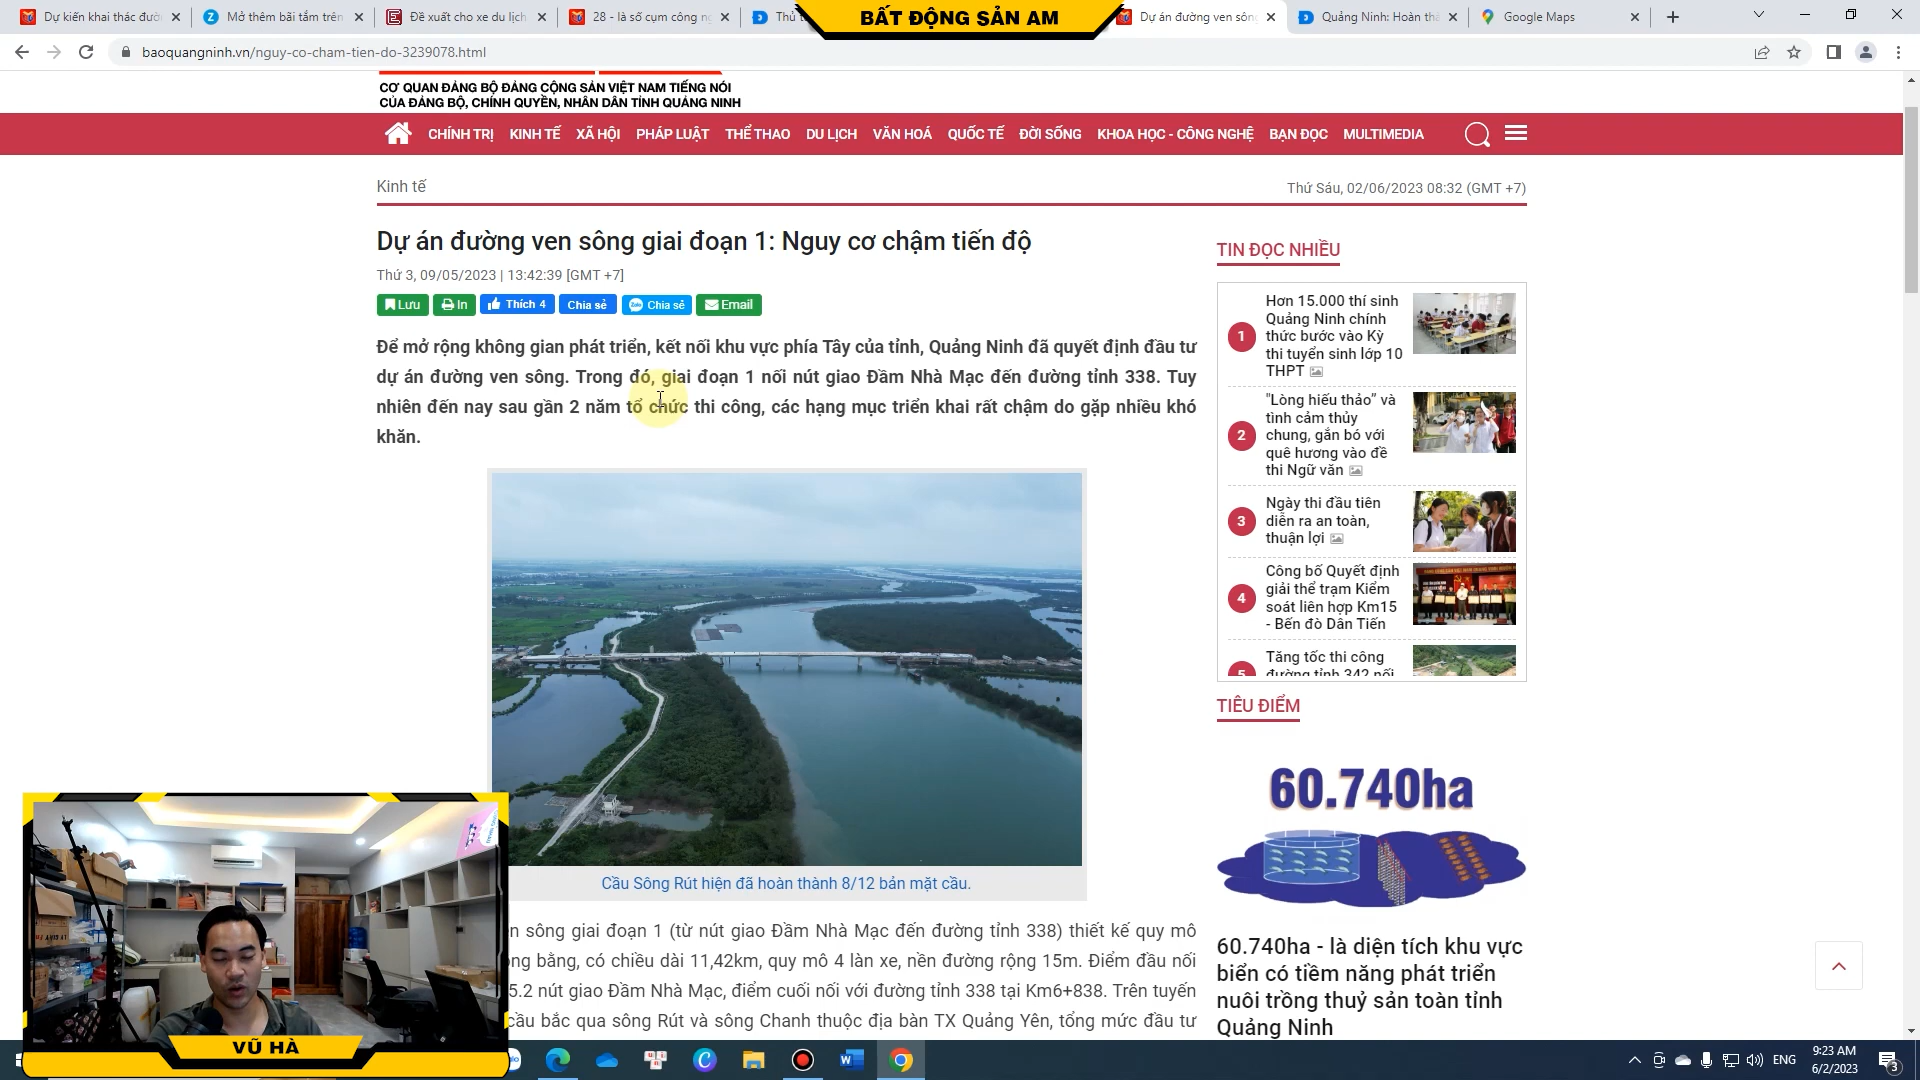 Dự kiến khai thác đườn
Mở thêm bãi tắm trên
Đề xuất cho xe du lịch
28 - là số cụm công ng
Thủ t
BẤT ĐỘNG SẢN AM
Dự án đường ven sông
Quảng Ninh: Hoàn thà
Google Maps
baoquangninh.vn/nguy-co-cham-tien-do-3239078.html
CƠ QUAN ĐẢNG BỘ ĐẢNG CỘNG SẢN VIỆT NAM TIẾNG NÓI
CỦA ĐẢNG BỘ, CHÍNH QUYỀN, NHÂN DÂN TỈNH QUẢNG NINH
CHÍNH TRỊ KINH TẾ XÃ HỘI PHÁP LUẬT THỂ THAO DU LỊCH VĂN HOÁ QUỐC TẾ ĐỜI SỐNG KHOA HỌC - CÔNG NGHỆ BẠN ĐỌC MULTIMEDIA
Kinh tế
Thứ Sáu, 02/06/2023 08:32 (GMT +7)
Dự án đường ven sông giai đoạn 1: Nguy cơ chậm tiến độ
Thứ 3, 09/05/2023 | 13:42:39 [GMT +7]
Lưu In Thích 4 Chia sẻ Zalo Chia sẻ Email
Để mở rộng không gian phát triển, kết nối khu vực phía Tây của tỉnh, Quảng Ninh đã quyết định đầu tư
dự án đường ven sông. Trong đó, giai đoạn 1 nối nút giao Đầm Nhà Mạc đến đường tỉnh 338. Tuy
nhiên đến nay sau gần 2 năm tổ chức thi công, các hạng mục triển khai rất chậm do gặp nhiều khó
khăn.
Cầu Sông Rút hiện đã hoàn thành 8/12 bản mặt cầu.
n sông giai đoạn 1 (từ nút giao Đầm Nhà Mạc đến đường tỉnh 338) thiết kế quy mô
ng bằng, có chiều dài 11,42km, quy mô 4 làn xe, nền đường rộng 15m. Điểm đầu nối
5.2 nút giao Đầm Nhà Mạc, điểm cuối nối với đường tỉnh 338 tại Km6+838. Trên tuyến
cầu bắc qua sông Rút và sông Chanh thuộc địa bàn TX Quảng Yên, tổng mức đầu tư
TIN ĐỌC NHIỀU
1
Hơn 15.000 thí sinh
Quảng Ninh chính
thức bước vào Kỳ
thi tuyển sinh lớp 10
THPT
2
"Lòng hiếu thảo” và
tình cảm thủy
chung, gắn bó với
quê hương vào đề
thi Ngữ văn
3
Ngày thi đầu tiên
diễn ra an toàn,
thuận lợi
4
Công bố Quyết định
giải thể trạm Kiểm
soát liên hợp Km15
- Bến đò Dân Tiến
5
Tăng tốc thi công
đường tỉnh 342 nối
TIÊU ĐIỂM
60.740ha
60.740ha - là diện tích khu vực
biển có tiềm năng phát triển
nuôi trồng thuỷ sản toàn tỉnh
Quảng Ninh
VŨ HÀ
ENG
9:23 AM
6/2/2023
3